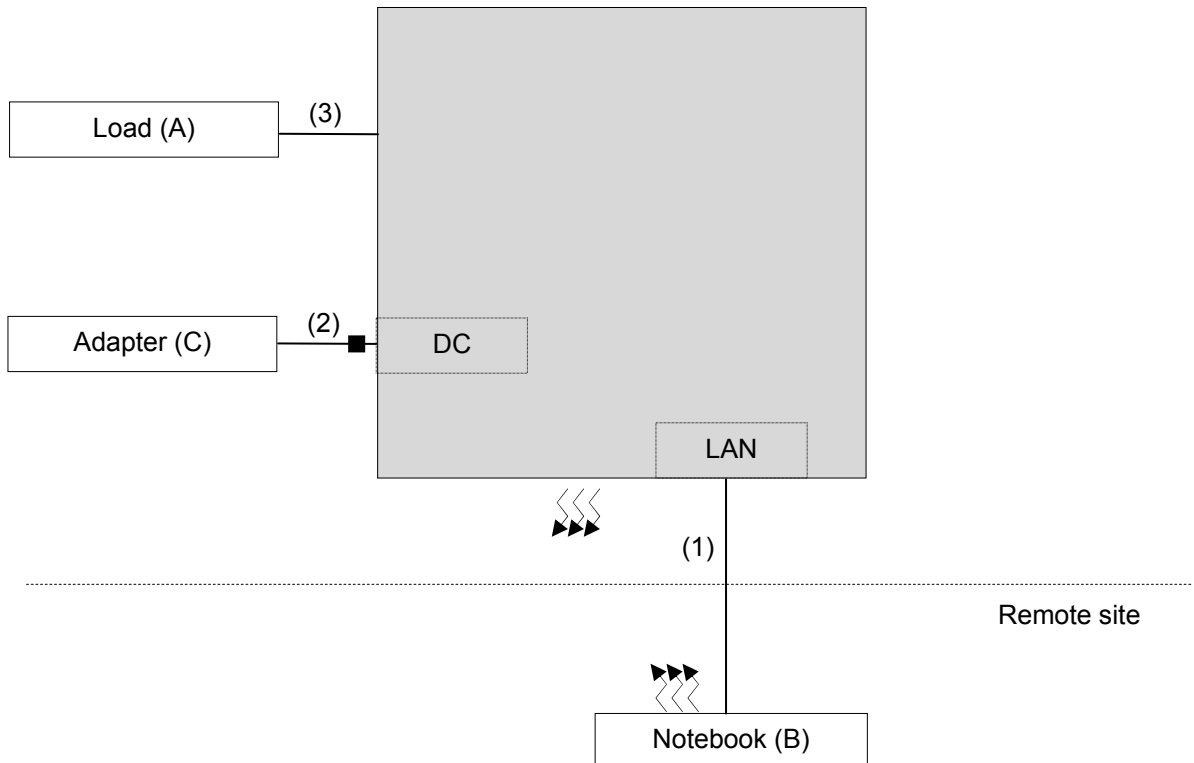 (3)
Load (A)
(2)
Adapter (C)
DC
LAN
(1)
Remote site
Notebook (B)